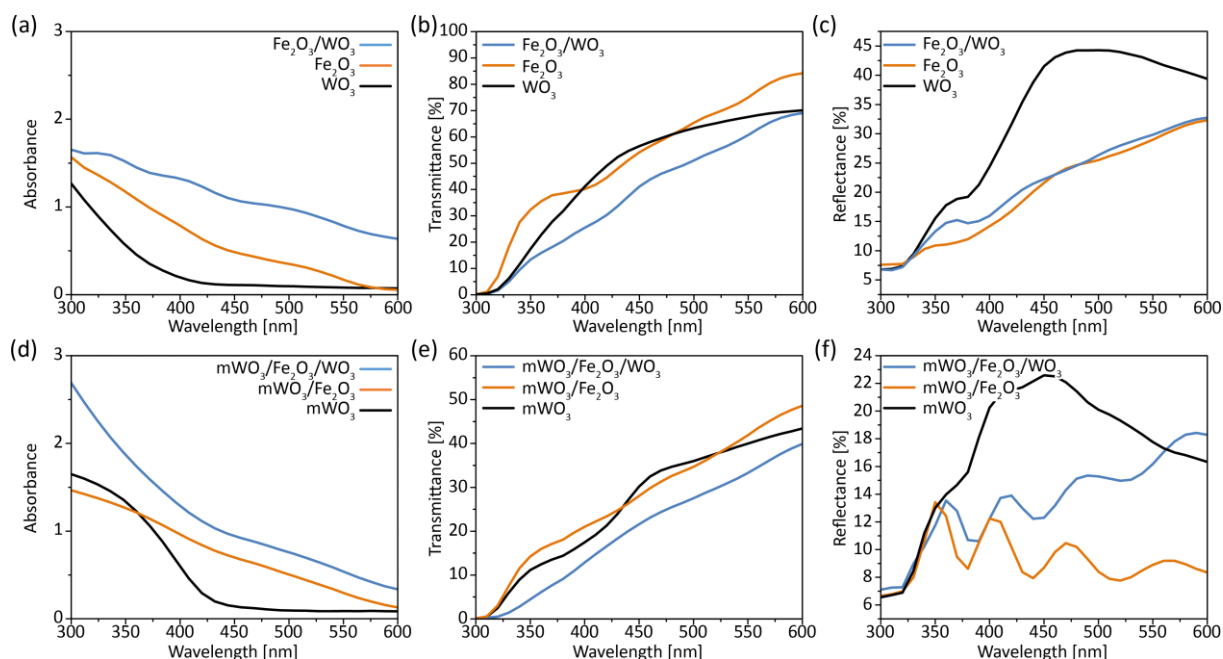 (a)
3
2
1
0
Absorbance
Fe₂O₃/WO₃
Fe₂O₃
WO₃
300 350 400 450 500 550 600
Wavelength [nm]
(b)
100
90
80
70
60
50
40
30
20
10
0
Transmittance [%]
Fe₂O₃/WO₃
Fe₂O₃
WO₃
300 350 400 450 500 550 600
Wavelength [nm]
(c)
45
40
35
30
25
20
15
10
5
Reflectance [%]
Fe₂O₃/WO₃
Fe₂O₃
WO₃
300 350 400 450 500 550 600
Wavelength [nm]
(d)
3
2
1
0
Absorbance
mWO₃/Fe₂O₃/WO₃
mWO₃/Fe₂O₃
mWO₃
300 350 400 450 500 550 600
Wavelength [nm]
(e)
60
50
40
30
20
10
0
Transmittance [%]
mWO₃/Fe₂O₃/WO₃
mWO₃/Fe₂O₃
mWO₃
300 350 400 450 500 550 600
Wavelength [nm]
(f)
24
22
20
18
16
14
12
10
8
6
Reflectance [%]
mWO₃/Fe₂O₃/WO₃
mWO₃/Fe₂O₃
mWO₃
300 350 400 450 500 550 600
Wavelength [nm]